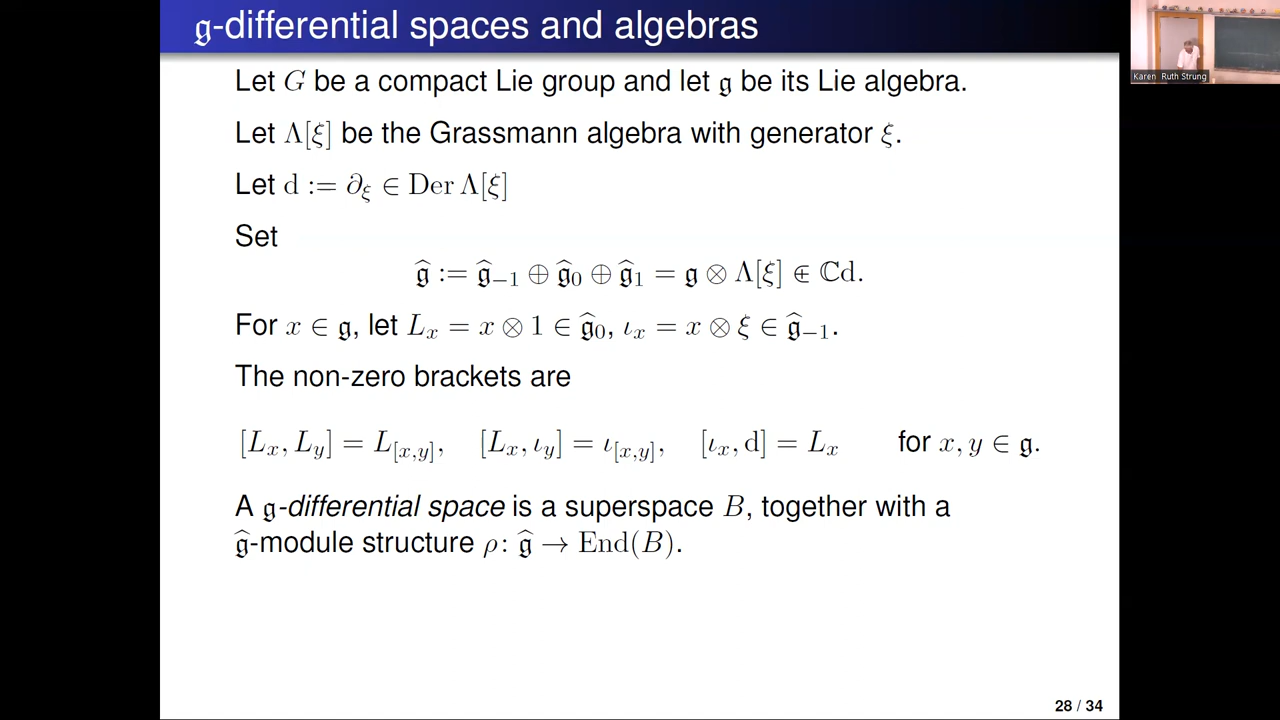 𝔤-differential spaces and algebras
Let G be a compact Lie group and let 𝔤 be its Lie algebra.
Let Λ[ξ] be the Grassmann algebra with generator ξ.
Let d := ∂_ξ ∈ Der Λ[ξ]
Set
𝔤̂ := 𝔤̂₋₁ ⊕ 𝔤̂₀ ⊕ 𝔤̂₁ = 𝔤 ⊗ Λ[ξ] ⋵ ℂd.
For x ∈ 𝔤, let L_x = x ⊗ 1 ∈ 𝔤̂₀, ι_x = x ⊗ ξ ∈ 𝔤̂₋₁.
The non-zero brackets are
[L_x, L_y] = L_[x,y], [L_x, ι_y] = ι_[x,y], [ι_x, d] = L_x for x, y ∈ 𝔤.
A 𝔤-differential space is a superspace B, together with a
𝔤̂-module structure ρ: 𝔤̂ → End(B).
28 / 34
Karen Ruth Strung